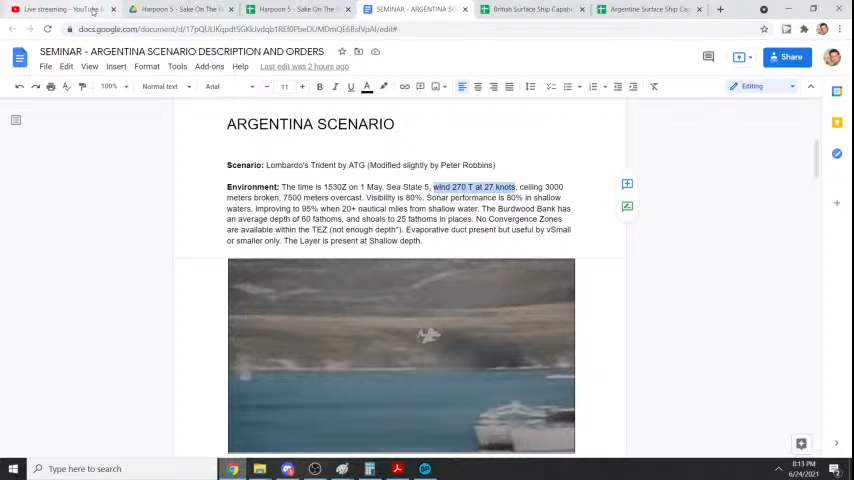 Live streaming - YouTube S
Harpoon 5 - Sake On The R
Harpoon 5 - Sake On The B
SEMINAR - ARGENTINA SC
British Surface Ship Capabi
Argentine Surface Ship Cap
docs.google.com/document/d/
SEMINAR - ARGENTINA SCENARIO DESCRIPTION AND ORDERS
Share
File Edit View Insert Format Tools Add-ons Help Last edit was 2 hours ago
100% Normal text Arial 11 B I U A Editing
ARGENTINA SCENARIO
Scenario: Lombardo's Trident by ATG (Modified slightly by Peter Robbins)
Environment: The time is 1530Z on 1 May. Sea State 5, wind 270 T at 27 knots, ceiling 3000
meters broken, 7500 meters overcast. Visibility is 80%. Sonar performance is 80% in shallow
waters, improving to 95% when 20+ nautical miles from shallow water. The Burdwood Bank has
an average depth of 60 fathoms, and shoals to 25 fathoms in places. No Convergence Zones
are available within the TEZ (not enough depth"). Evaporative duct present but useful by vSmall
or smaller only. The Layer is present at Shallow depth.
Type here to search
8:13 PM
6/24/2021